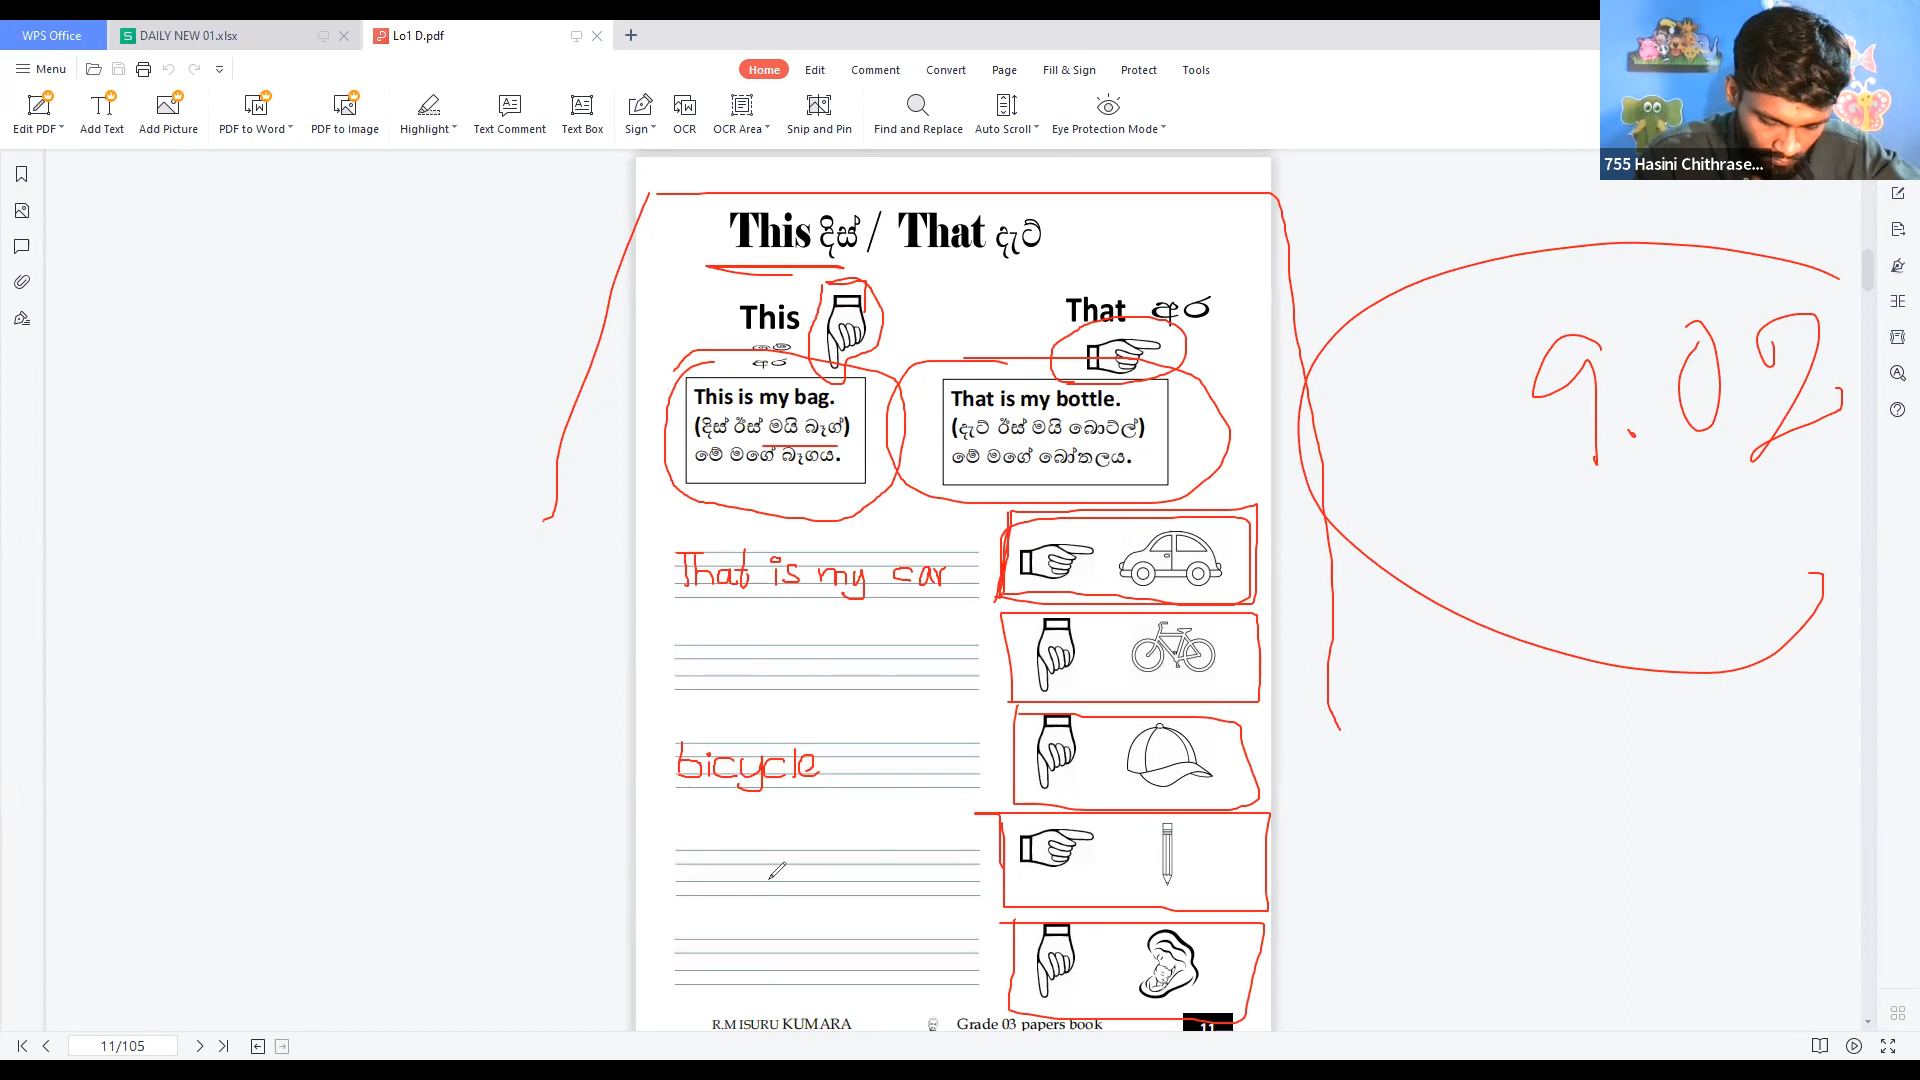 WPS Office DAILY NEW 01.xlsx Lo1 D.pdf
Menu Home Edit Comment Convert Page Fill & Sign Protect Tools
Edit PDF Add Text Add Picture PDF to Word PDF to Image Highlight Text Comment Text Box Sign OCR OCR Area Snip and Pin Find and Replace Auto Scroll Eye Protection Mode
755 Hasini Chithrase...
This දිස් / That දැට්
This That අර
අර
This is my bag.
(දිස් ඊස් මයි බෑග්)
මේ මගේ බෑගය.
That is my bottle.
(දැට් ඊස් මයි බොට්ල්)
මේ මගේ බෝතලය.
9.02
That is my car
bicycle
R.M ISURU KUMARA Grade 03 papers book 11
11/105